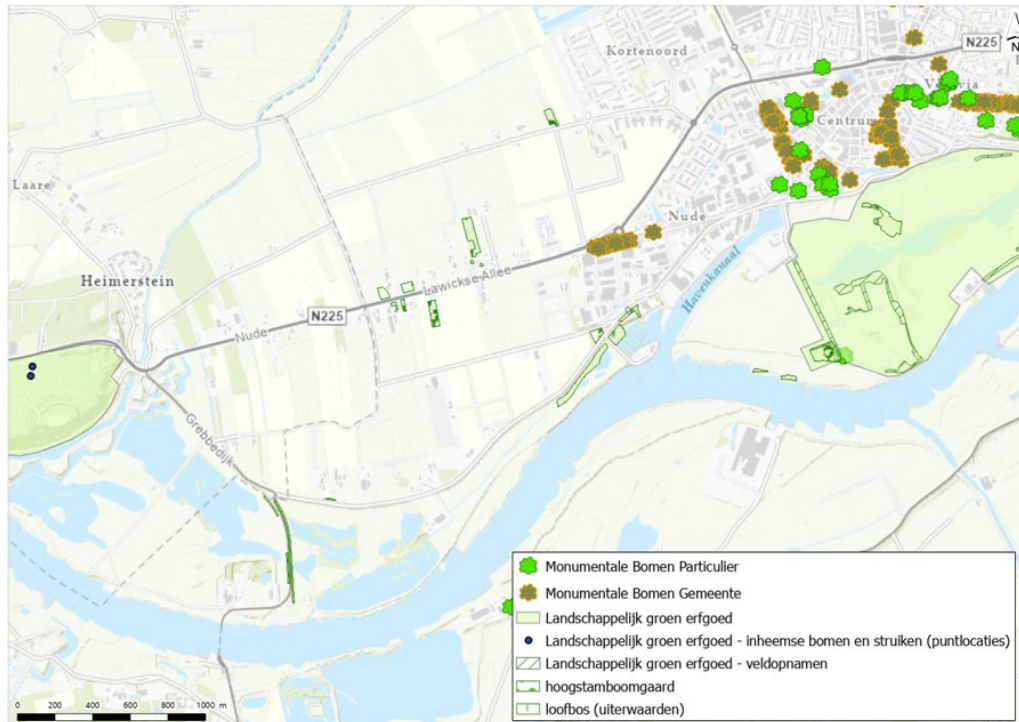 Kortenoord
N225
N
Centrum
Laare
Nude
Heimerstein
Havenkanaal
Lawickse Allee
N225
Nude
Grebbedijk
Monumentale Bomen Particulier
Monumentale Bomen Gemeente
Landschappelijk groen erfgoed
Landschappelijk groen erfgoed - inheemse bomen en struiken (puntlocaties)
Landschappelijk groen erfgoed - veldopnamen
hoogstamboomgaard
loofbos (uiterwaarden)
0 200 400 600 800 1000 m